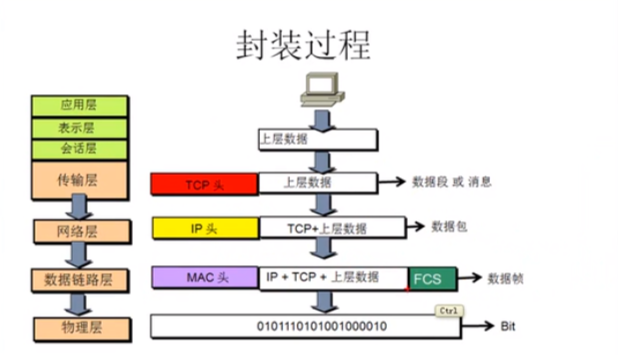 封装过程
应用层
表示层
会话层
传输层
网络层
数据链路层
物理层
上层数据
TCP 头 上层数据 数据段 或 消息
IP 头 TCP+上层数据 数据包
MAC 头 IP + TCP + 上层数据 FCS 数据帧
Ctrl
0101110101001000010 Bit